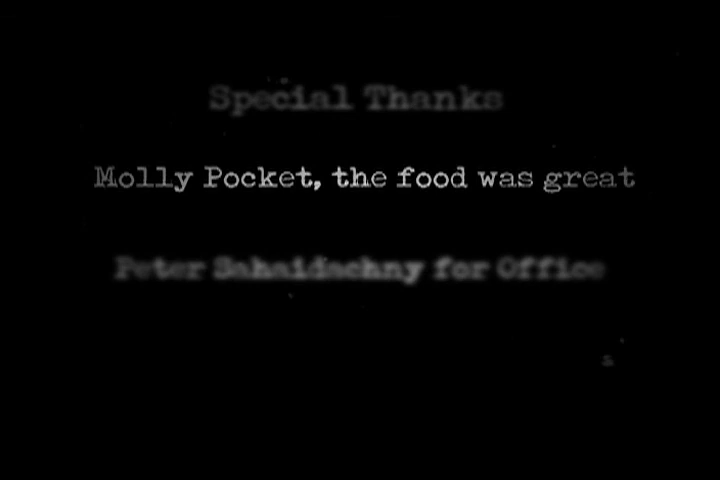 Special Thanks
Molly Pocket, the food was great
Peter Sahaidachny for Office
s